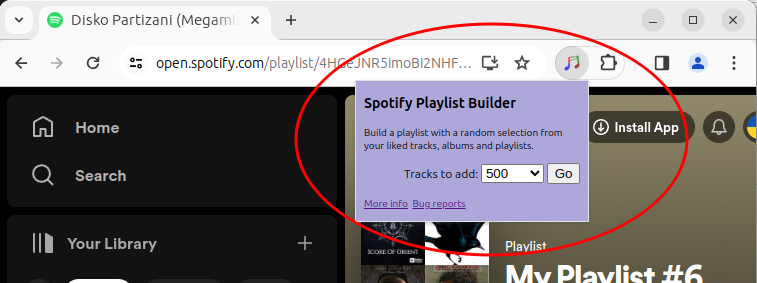 Disko Partizani (Megami
open.spotify.com/playlist/4HGeJNR5imoBI2NHF…
Spotify Playlist Builder
Build a playlist with a random selection from
your liked tracks, albums and playlists.
Tracks to add: 500 Go
More info Bug reports
Home
Search
Your Library
Install App
SCORE OF ORIENT
Playlist
My Playlist #6